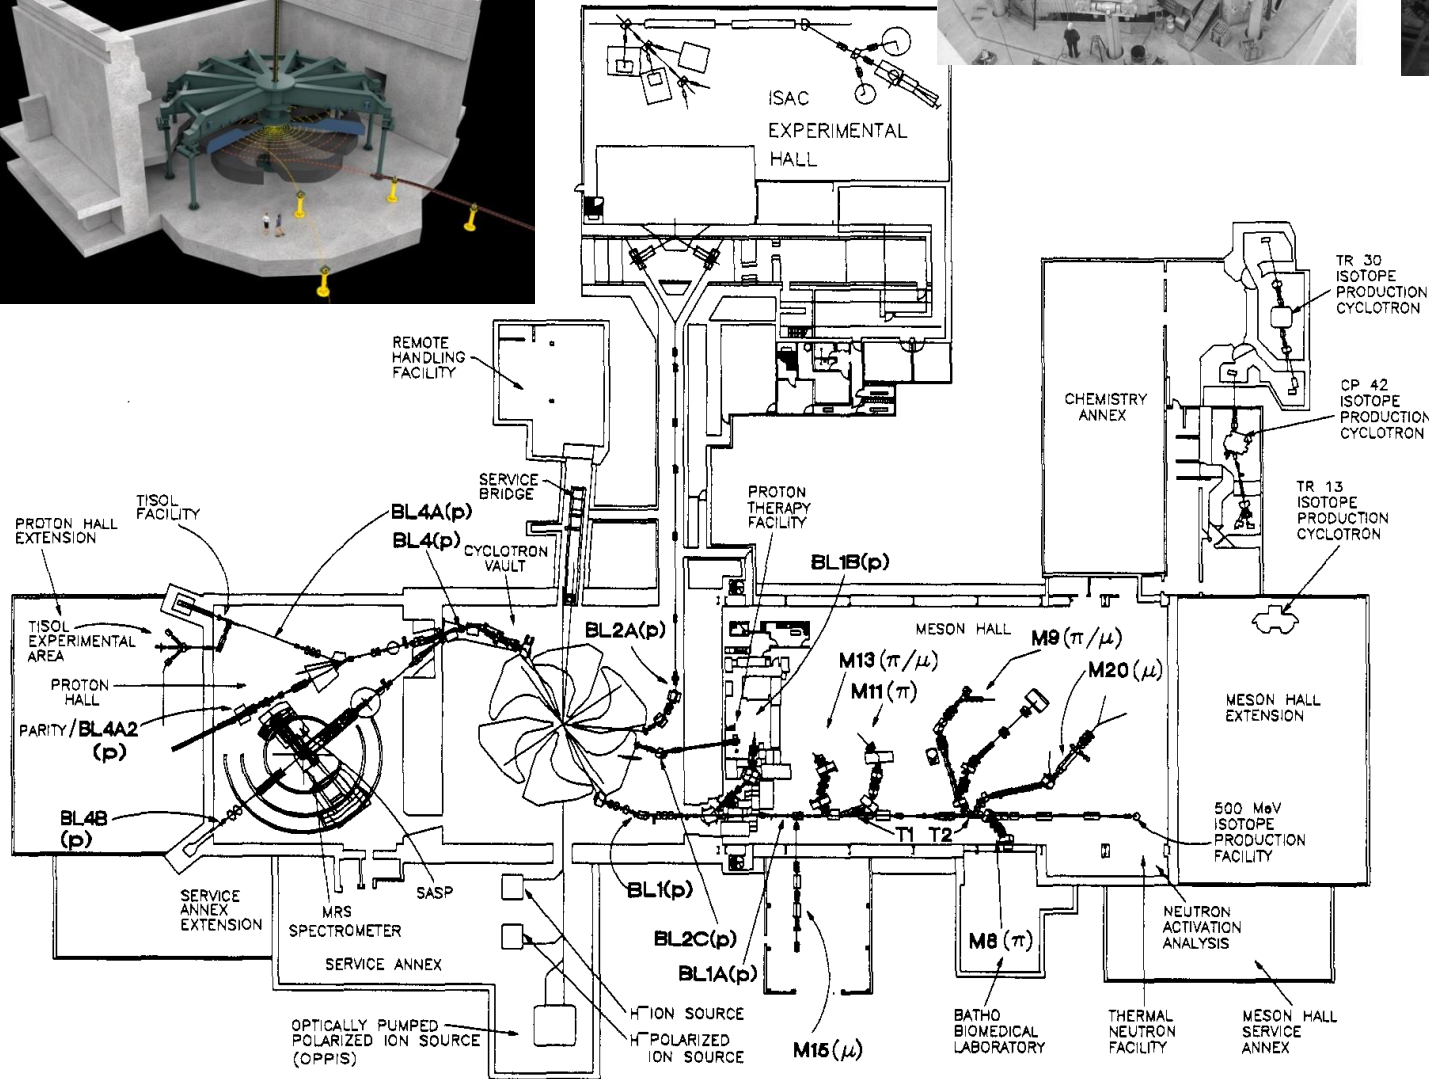 ISAC
EXPERIMENTAL
HALL
TR 30
ISOTOPE
PRODUCTION
CYCLOTRON
REMOTE
HANDLING
FACILITY
CHEMISTRY
ANNEX
CP 42
ISOTOPE
PRODUCTION
CYCLOTRON
SERVICE
BRIDGE
PROTON
THERAPY
FACILITY
TR 13
ISOTOPE
PRODUCTION
CYCLOTRON
TISOL
FACILITY
PROTON HALL
EXTENSION
BL4A(p)
BL4(p)
CYCLOTRON
VAULT
BL1B(p)
TISOL
EXPERIMENTAL
AREA
BL2A(p)
MESON HALL
M9(π/μ)
M13(π/μ)
M20(μ)
M11(π)
PROTON
HALL
PARITY/BL4A2
(p)
MESON HALL
EXTENSION
BL4B
(p)
T1 T2
500 MeV
ISOTOPE
PRODUCTION
FACILITY
SERVICE
ANNEX
EXTENSION
MRS
SPECTROMETER
SASP
BL1(p)
NEUTRON
ACTIVATION
ANALYSIS
BL2C(p)
M8(π)
SERVICE ANNEX
BL1A(p)
H⁻ION SOURCE
H⁻POLARIZED
ION SOURCE
OPTICALLY PUMPED
POLARIZED ION SOURCE
(OPPIS)
M15(μ)
BATHO
BIOMEDICAL
LABORATORY
THERMAL
NEUTRON
FACILITY
MESON HALL
SERVICE
ANNEX